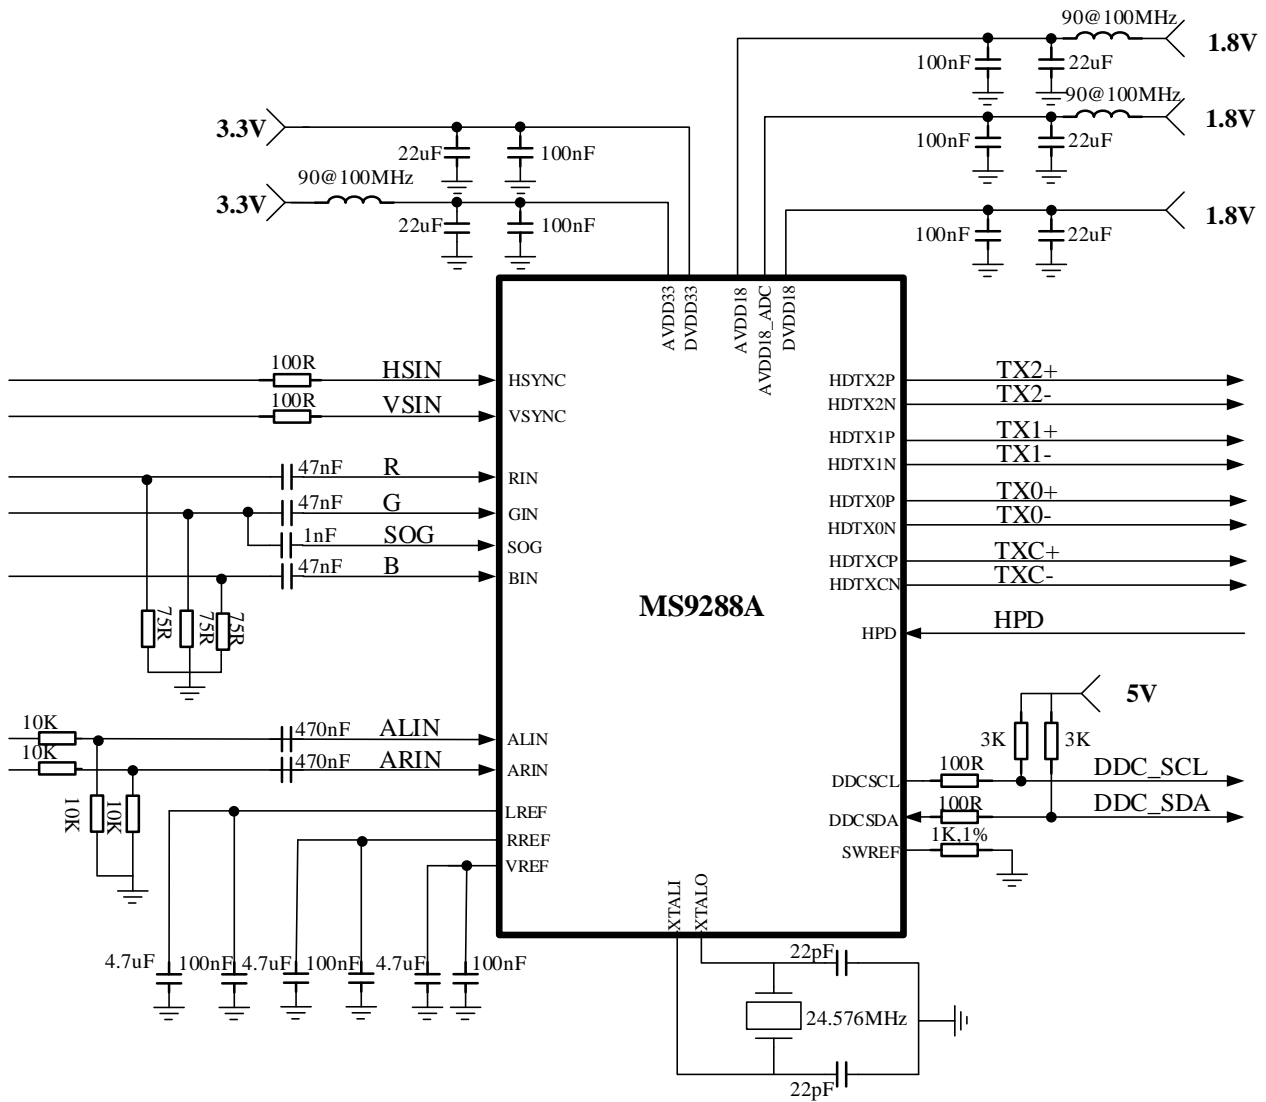 90@100MHz
1.8V
100nF
22uF
90@100MHz
1.8V
100nF
22uF
3.3V
22uF
100nF
90@100MHz
3.3V
22uF
100nF
1.8V
100nF
22uF
AVDD33
DVDD33
AVDD18
AVDD18_ADC
DVDD18
100R
HSIN
HSYNC
100R
VSIN
VSYNC
47nF
R
RIN
47nF
G
GIN
1nF
SOG
SOG
47nF
B
BIN
75R
75R
75R
MS9288A
HDTX2P
TX2+
HDTX2N
TX2-
HDTX1P
TX1+
HDTX1N
TX1-
HDTX0P
TX0+
HDTX0N
TX0-
HDTXCP
TXC+
HDTXCN
TXC-
HPD
HPD
5V
3K
3K
10K
470nF
ALIN
ALIN
10K
470nF
ARIN
ARIN
10K
10K
DDCSCL
100R
DDC_SCL
DDCSDA
100R
DDC_SDA
SWREF
1K,1%
LREF
RREF
VREF
4.7uF
100nF
4.7uF
100nF
4.7uF
100nF
XTALI
XTALO
22pF
24.576MHz
22pF